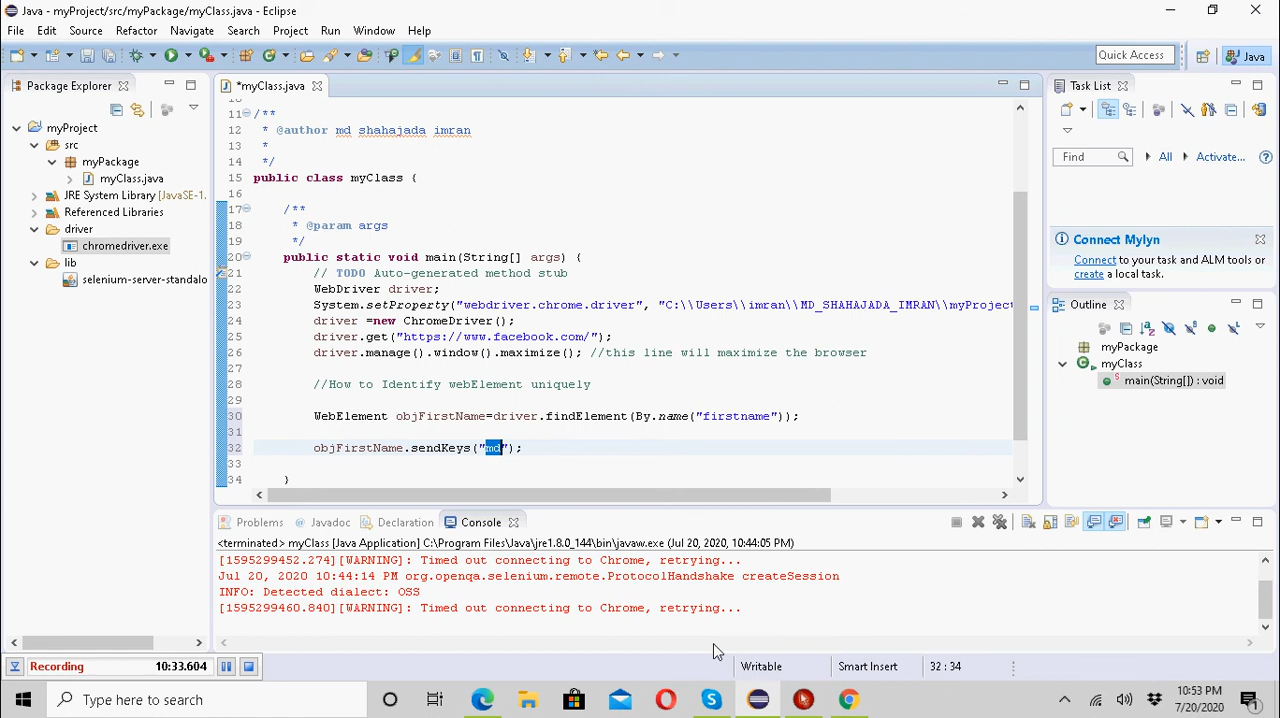 Java - myProject/src/myPackage/myClass.java - Eclipse
File Edit Source Refactor Navigate Search Project Run Window Help
Quick Access
Java
Package Explorer
myProject
src
myPackage
myClass.java
JRE System Library [JavaSE-1.
Referenced Libraries
driver
chromedriver.exe
lib
selenium-server-standalo
*myClass.java
10
11 /**
12 * @author md shahajada imran
13 *
14 */
15 public class myClass {
16
17 /**
18 * @param args
19 */
20 public static void main(String[] args) {
21 // TODO Auto-generated method stub
22 WebDriver driver;
23 System.setProperty("webdriver.chrome.driver", "C:\\Users\\imran\\MD_SHAHAJADA_IMRAN\\myProject
24 driver =new ChromeDriver();
25 driver.get("https://www.facebook.com/");
26 driver.manage().window().maximize(); //this line will maximize the browser
27
28 //How to Identify webElement uniquely
29
30 WebElement objFirstName=driver.findElement(By.name("firstname"));
31
32 objFirstName.sendKeys("md");
33
34 }
Task List
Find
All
Activate...
Connect Mylyn
Connect to your task and ALM tools or
create a local task.
Outline
myPackage
myClass
main(String[]) : void
Problems @ Javadoc Declaration Console
<terminated> myClass [Java Application] C:\Program Files\Java\jre1.8.0_144\bin\javaw.exe (Jul 20, 2020, 10:44:05 PM)
[1595299452.274][WARNING]: Timed out connecting to Chrome, retrying...
Jul 20, 2020 10:44:14 PM org.openqa.selenium.remote.ProtocolHandshake createSession
INFO: Detected dialect: OSS
[1595299460.840][WARNING]: Timed out connecting to Chrome, retrying...
Recording 10:33.604
Writable
Smart Insert
32 : 34
Type here to search
10:53 PM
7/20/2020
1